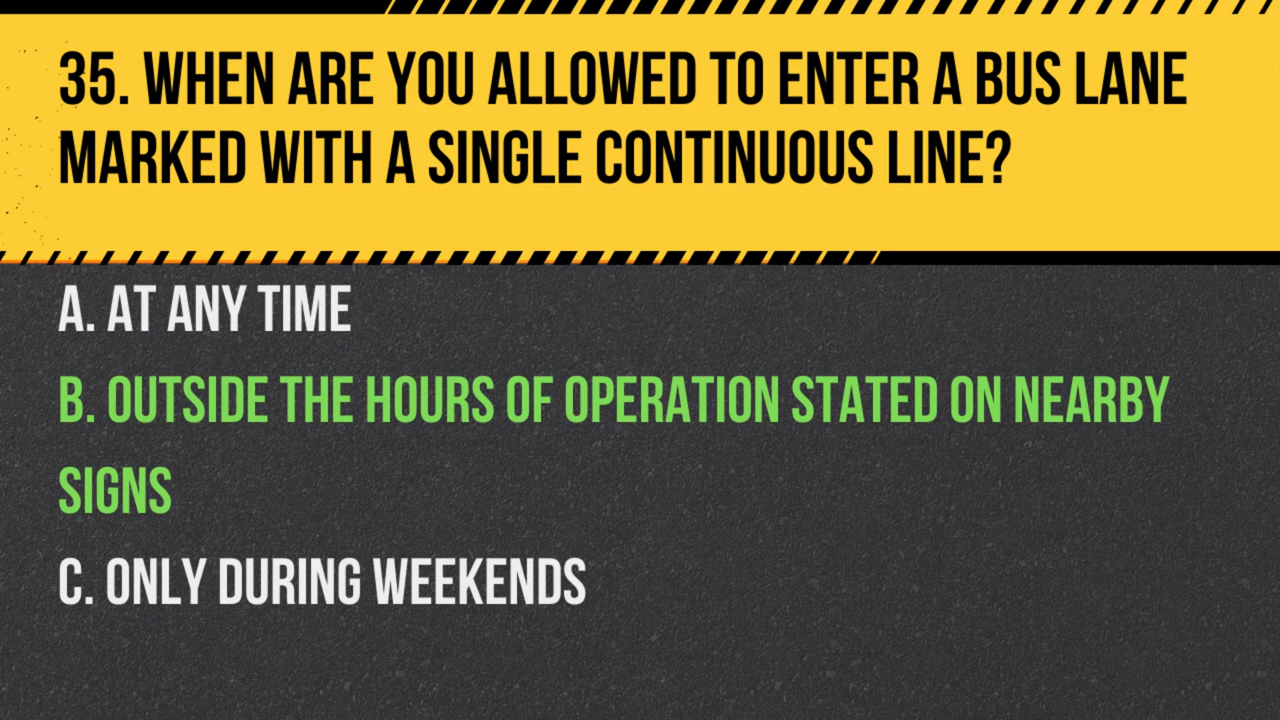 35. WHEN ARE YOU ALLOWED TO ENTER A BUS LANE
MARKED WITH A SINGLE CONTINUOUS LINE?
A. AT ANY TIME
B. OUTSIDE THE HOURS OF OPERATION STATED ON NEARBY
SIGNS
C. ONLY DURING WEEKENDS